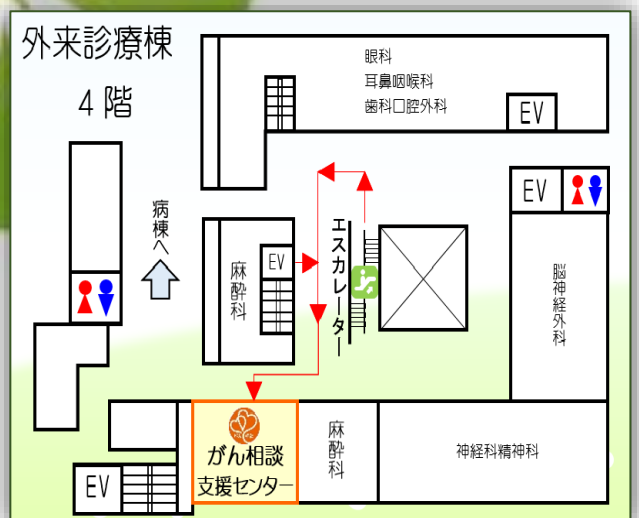 外来診療棟
4階
眼科
耳鼻咽喉科
歯科口腔外科
EV
EV
病棟へ
麻酔科
EV
エスカレーター
脳神経外科
がん相談
支援センター
麻酔科
神経科精神科
EV